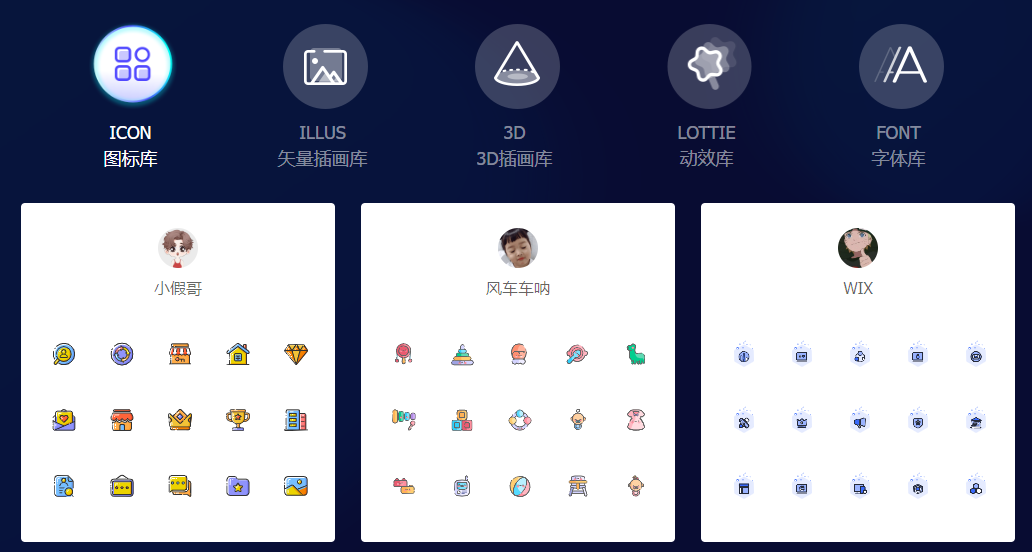 ICON
图标库
ILLUS
矢量插画库
3D
3D插画库
LOTTIE
动效库
FONT
字体库
小假哥
风车车呐
WIX